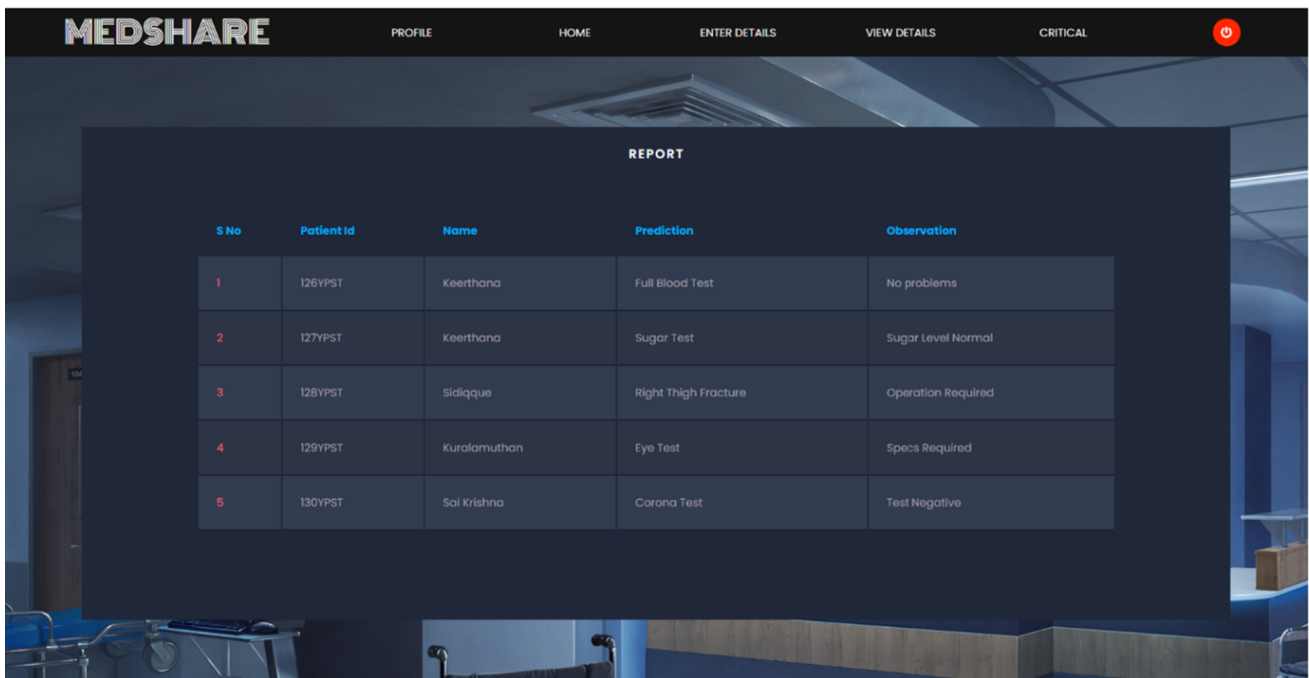 MEDSHARE PROFILE HOME ENTER DETAILS VIEW DETAILS CRITICAL
REPORT
S No Patient Id Name Prediction Observation
1 126YPST Keerthana Full Blood Test No problems
2 127YPST Keerthana Sugar Test Sugar Level Normal
3 128YPST Sidiqque Right Thigh Fracture Operation Required
4 129YPST Kuralamuthan Eye Test Specs Required
5 130YPST Sai Krishna Corona Test Test Negative